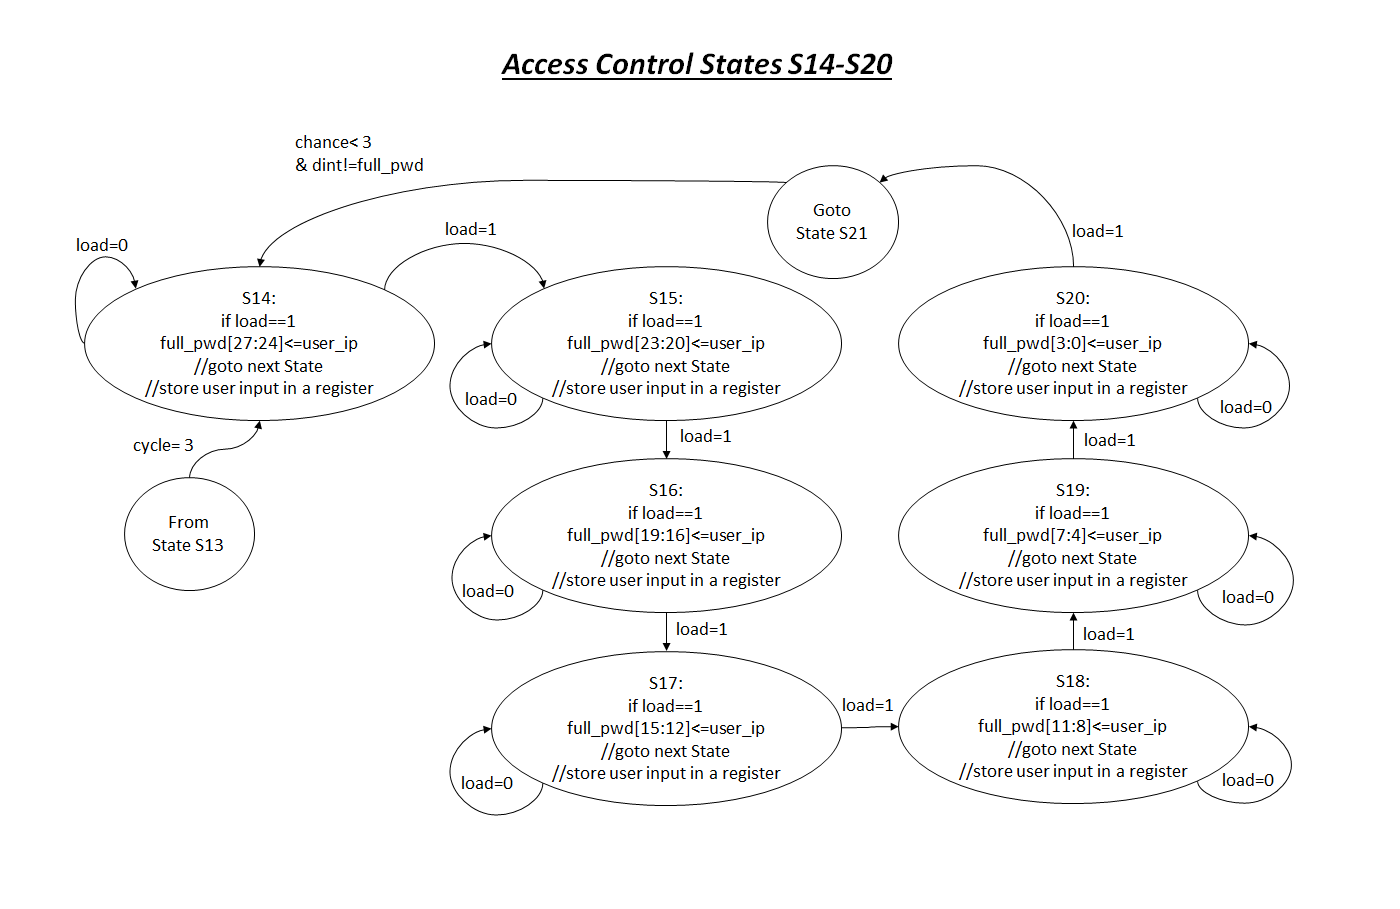 Access Control States S14-S20
chance< 3
& dint!=full_pwd
Goto
State S21
load=1
load=1
load=0
S14:
if load==1
full_pwd[27:24]<=user_ip
//goto next State
//store user input in a register
S15:
if load==1
full_pwd[23:20]<=user_ip
//goto next State
//store user input in a register
S20:
if load==1
full_pwd[3:0]<=user_ip
//goto next State
//store user input in a register
load=0
load=0
cycle= 3
load=1
load=1
From
State S13
S16:
if load==1
full_pwd[19:16]<=user_ip
//goto next State
//store user input in a register
S19:
if load==1
full_pwd[7:4]<=user_ip
//goto next State
//store user input in a register
load=0
load=0
load=1
load=1
S17:
if load==1
full_pwd[15:12]<=user_ip
//goto next State
//store user input in a register
load=1
S18:
if load==1
full_pwd[11:8]<=user_ip
//goto next State
//store user input in a register
load=0
load=0